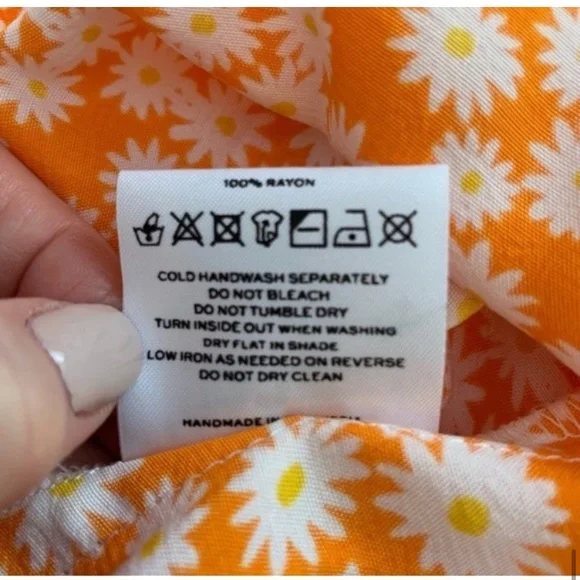 100% RAYON
COLD HANDWASH SEPARATELY
DO NOT BLEACH
DO NOT TUMBLE DRY
TURN INSIDE OUT WHEN WASHING
DRY FLAT IN SHADE
LOW IRON AS NEEDED ON REVERSE
DO NOT DRY CLEAN
HANDMADE